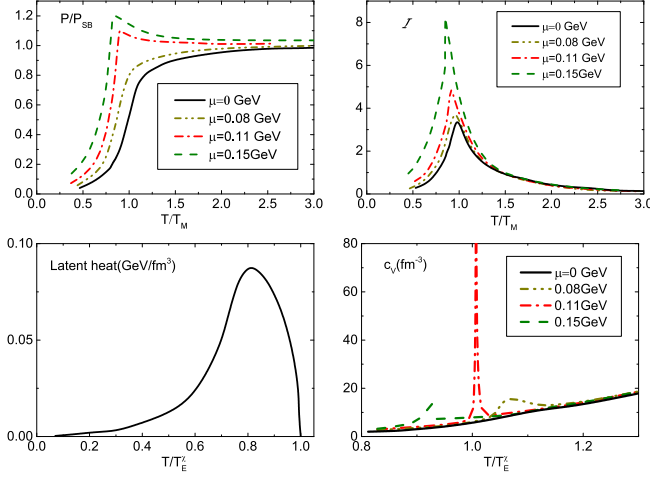 P/P_SB
1.2
1.0
0.8
0.6
0.4
0.2
0.0
μ=0 GeV
μ=0.08 GeV
μ=0.11 GeV
μ=0.15GeV
0.0 0.5 1.0 1.5 2.0 2.5 3.0
T/T_M
I
8
6
4
2
0
μ=0 GeV
μ=0.08 GeV
μ=0.11 GeV
μ=0.15GeV
0.0 0.5 1.0 1.5 2.0 2.5 3.0
T/T_M
Latent heat(GeV/fm³)
0.10
0.05
0.00
0.0 0.2 0.4 0.6 0.8 1.0
T/T_E^χ
c_V(fm⁻³)
80
60
40
20
0
μ=0 GeV
0.08GeV
0.11GeV
0.15GeV
0.8 1.0 1.2
T/T_E^χ